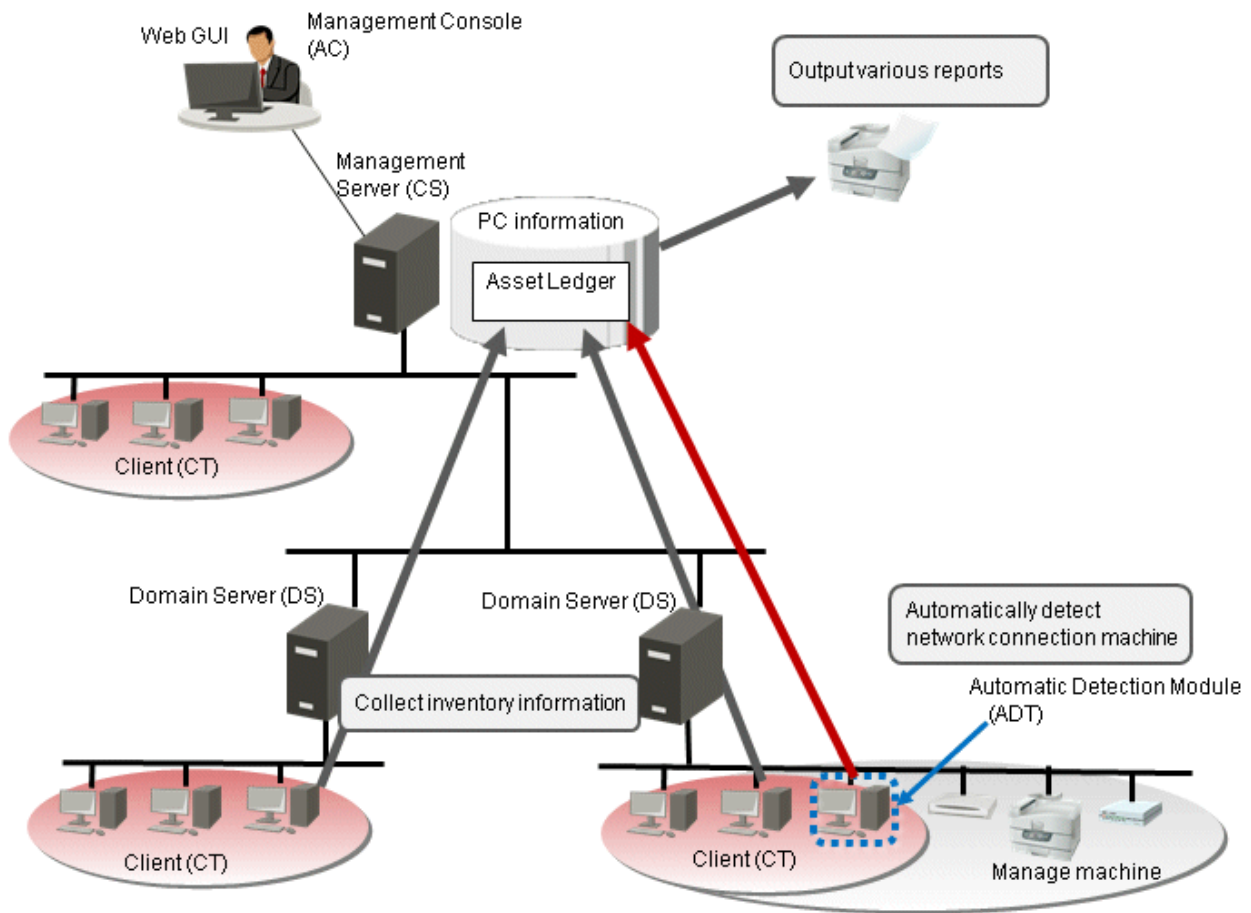 Web GUI
Management Console
(AC)
Output various reports
Management
Server (CS)
PC information
Asset Ledger
Client (CT)
Domain Server (DS)
Domain Server (DS)
Automatically detect
network connection machine
Collect inventory information
Automatic Detection Module
(ADT)
Client (CT)
Client (CT)
Manage machine